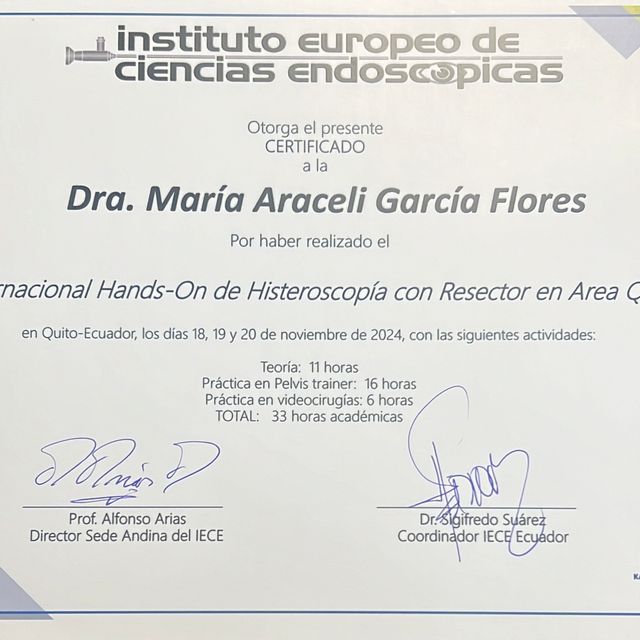 instituto europeo de
ciencias endoscópicas
Otorga el presente
CERTIFICADO
a la
Dra. María Araceli García Flores
Por haber realizado el
rnacional Hands-On de Histeroscopía con Resector en Area Q
en Quito-Ecuador, los días 18, 19 y 20 de noviembre de 2024, con las siguientes actividades:
Teoría: 11 horas
Práctica en Pelvis trainer: 16 horas
Práctica en videocirugías: 6 horas
TOTAL: 33 horas académicas
Prof. Alfonso Arias
Director Sede Andina del IECE
Dr. Sigifredo Suárez
Coordinador IECE Ecuador